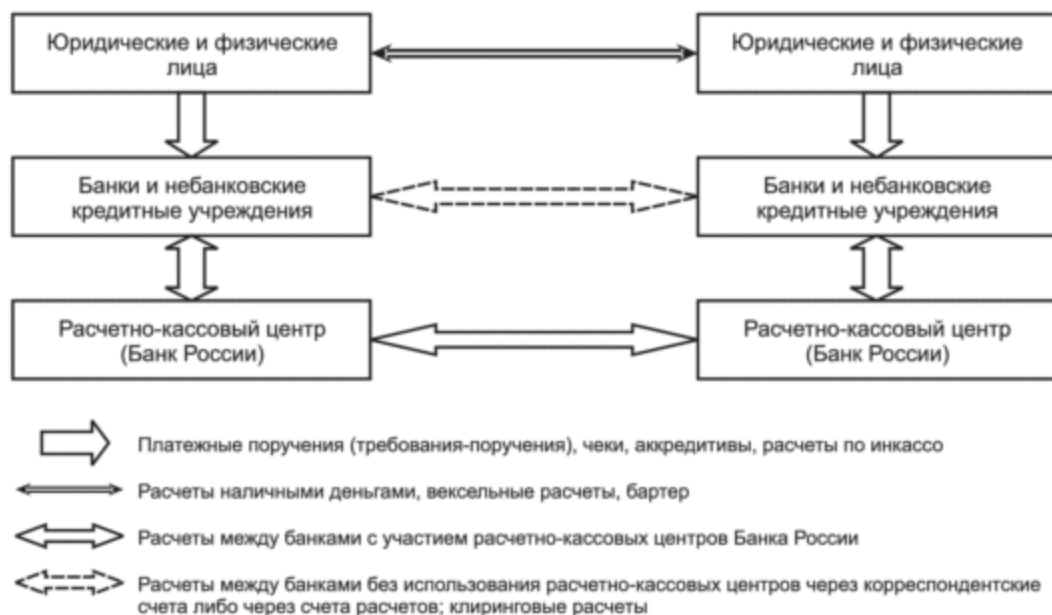 Юридические и физические
лица
Юридические и физические
лица
Банки и небанковские
кредитные учреждения
Банки и небанковские
кредитные учреждения
Расчетно-кассовый центр
(Банк России)
Расчетно-кассовый центр
(Банк России)
Платежные поручения (требования-поручения), чеки, аккредитивы, расчеты по инкассо
Расчеты наличными деньгами, вексельные расчеты, бартер
Расчеты между банками с участием расчетно-кассовых центров Банка России
Расчеты между банками без использования расчетно-кассовых центров через корреспондентские
счета либо через счета расчетов; клиринговые расчеты